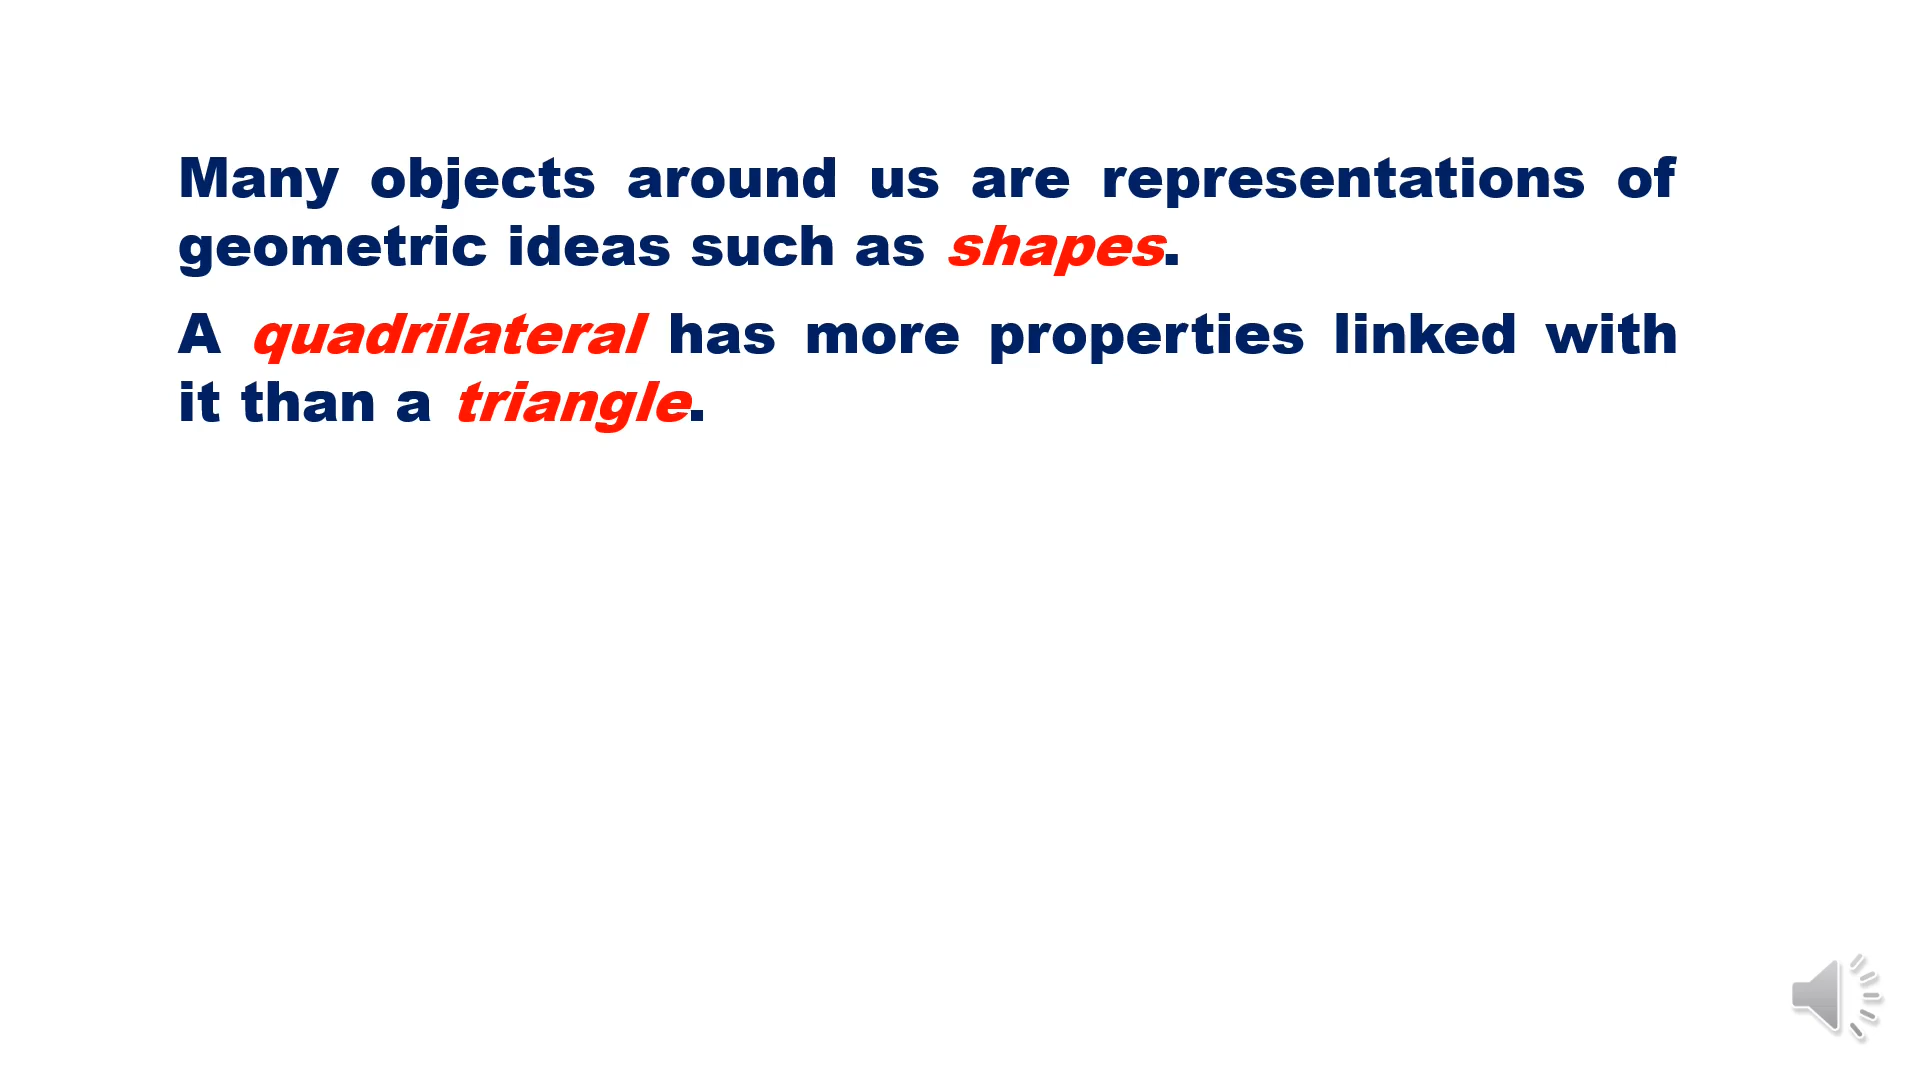 Many objects around us are representations of
geometric ideas such as shapes.
A quadrilateral has more properties linked with
it than a triangle.